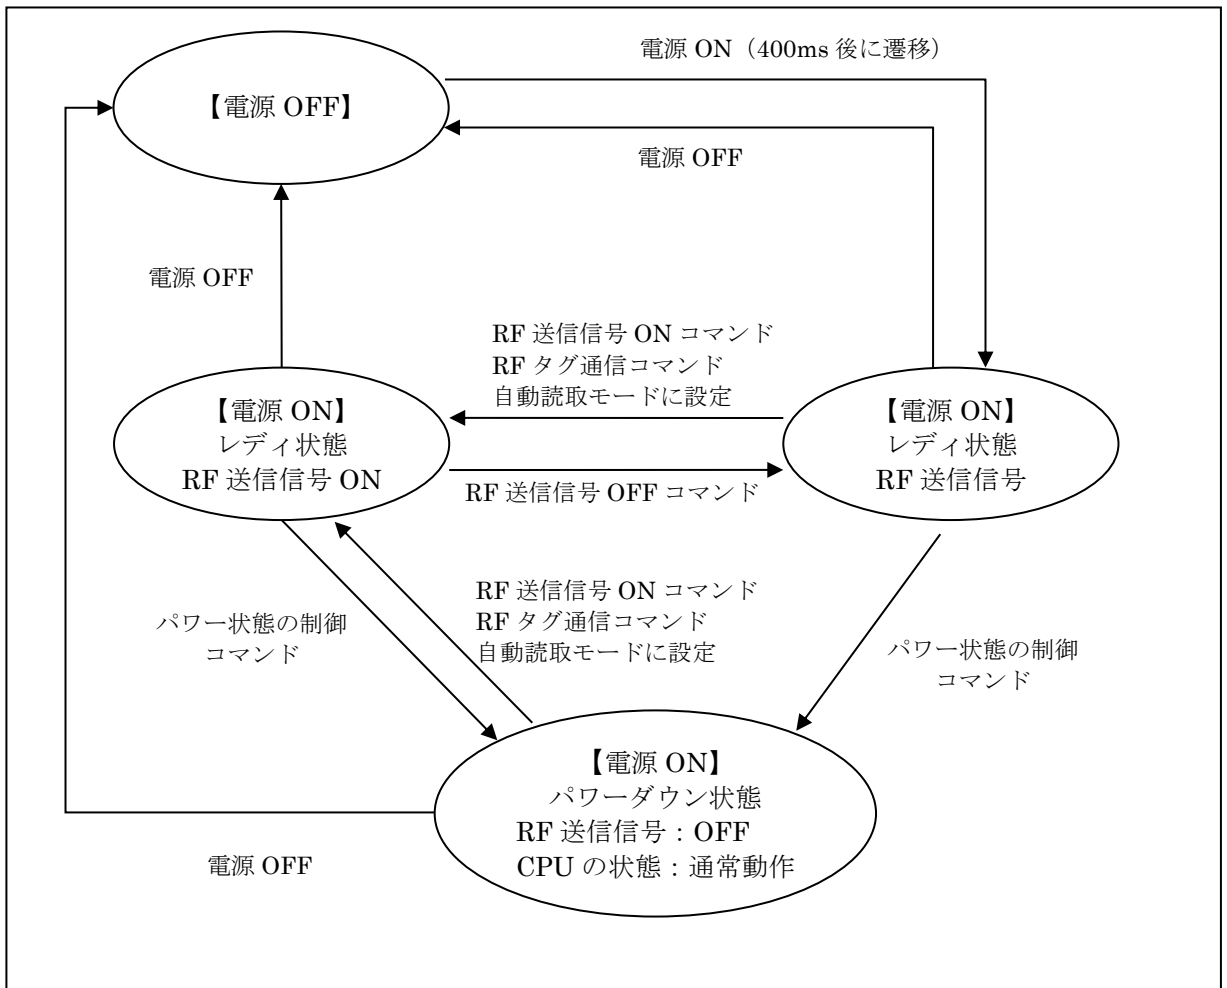 電源 ON（400ms 後に遷移）
【電源 OFF】
電源 OFF
電源 OFF
RF 送信信号 ON コマンド
RF タグ通信コマンド
自動読取モードに設定
【電源 ON】
レディ状態
RF 送信信号 ON
【電源 ON】
レディ状態
RF 送信信号
RF 送信信号 OFF コマンド
RF 送信信号 ON コマンド
RF タグ通信コマンド
自動読取モードに設定
パワー状態の制御
コマンド
パワー状態の制御
コマンド
【電源 ON】
パワーダウン状態
RF 送信信号：OFF
CPU の状態：通常動作
電源 OFF